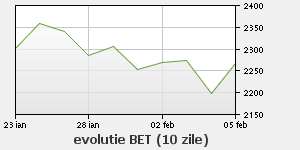 2400
2350
2300
2250
2200
2150
23 ian
28 ian
02 feb
05 feb
evolutie BET (10 zile)